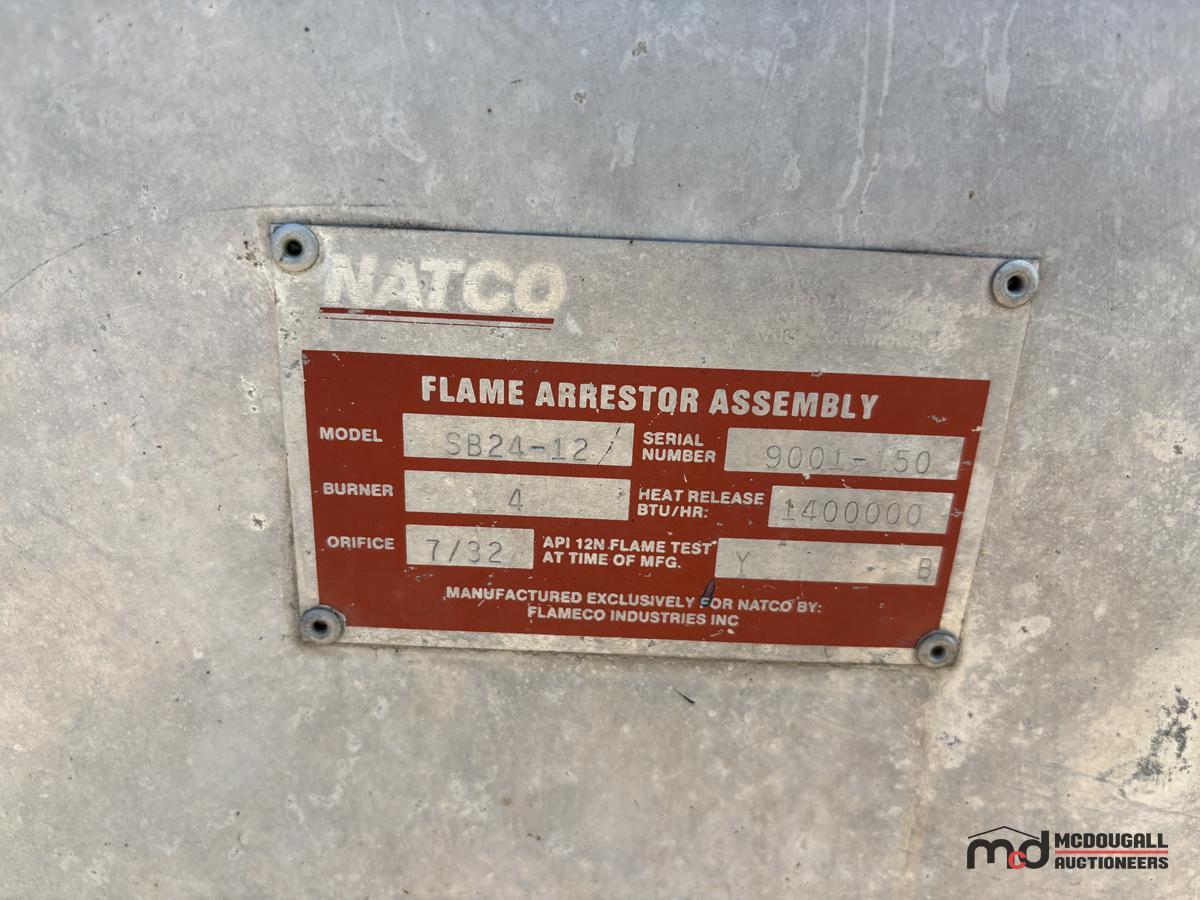 NATCO
FLAME ARRESTOR ASSEMBLY
MODEL SB24-12 SERIAL NUMBER 9001-150
BURNER 4 HEAT RELEASE BTU/HR: 1400000
ORIFICE 7/32 API 12N FLAME TEST AT TIME OF MFG. Y B
MANUFACTURED EXCLUSIVELY FOR NATCO BY:
FLAMECO INDUSTRIES INC
mcd MCDOUGALL
AUCTIONEERS